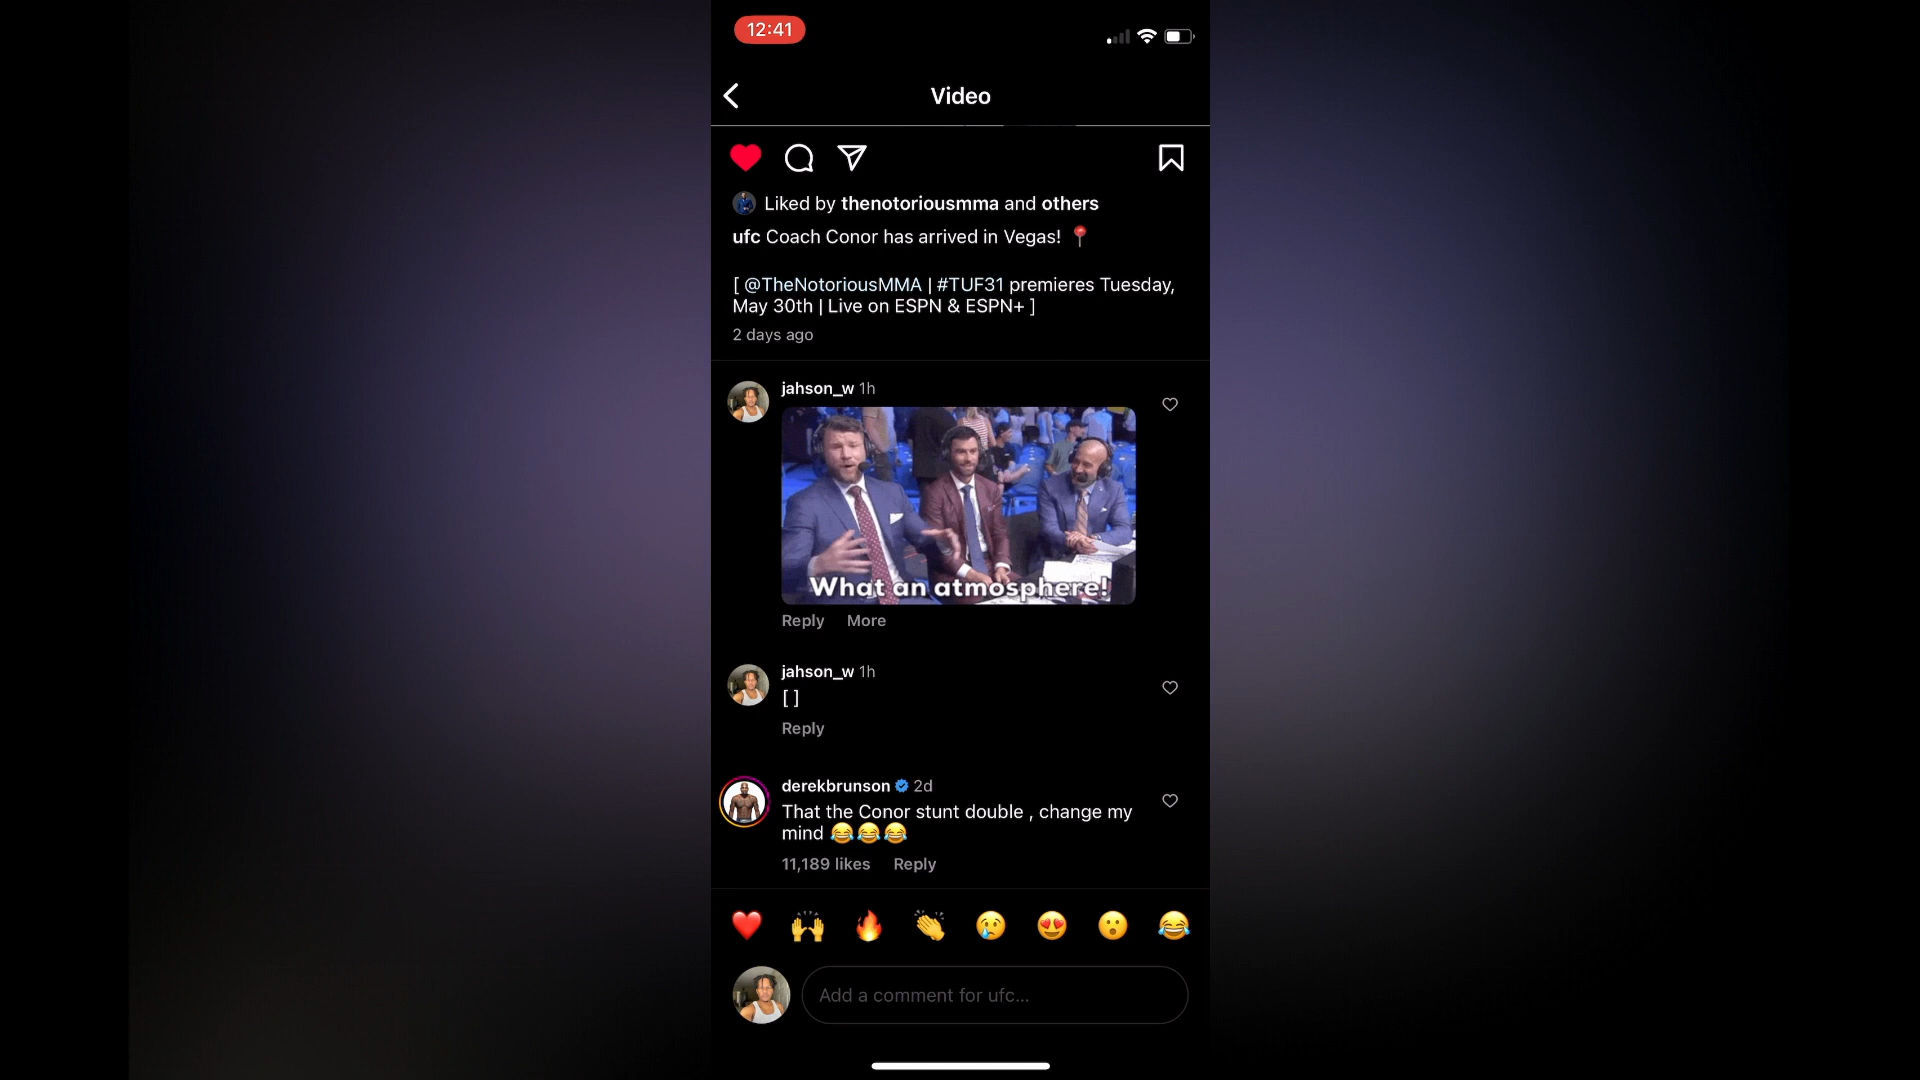 12:41
Video
Liked by thenotoriousmma and others
ufc Coach Conor has arrived in Vegas! 📍
[ @TheNotoriousMMA | #TUF31 premieres Tuesday,
May 30th | Live on ESPN & ESPN+ ]
2 days ago
jahson_w 1h
What an atmosphere!
Reply More
jahson_w 1h
[ ]
Reply
derekbrunson 2d
That the Conor stunt double , change my
mind 😂😂😂
11,189 likes Reply
Add a comment for ufc...